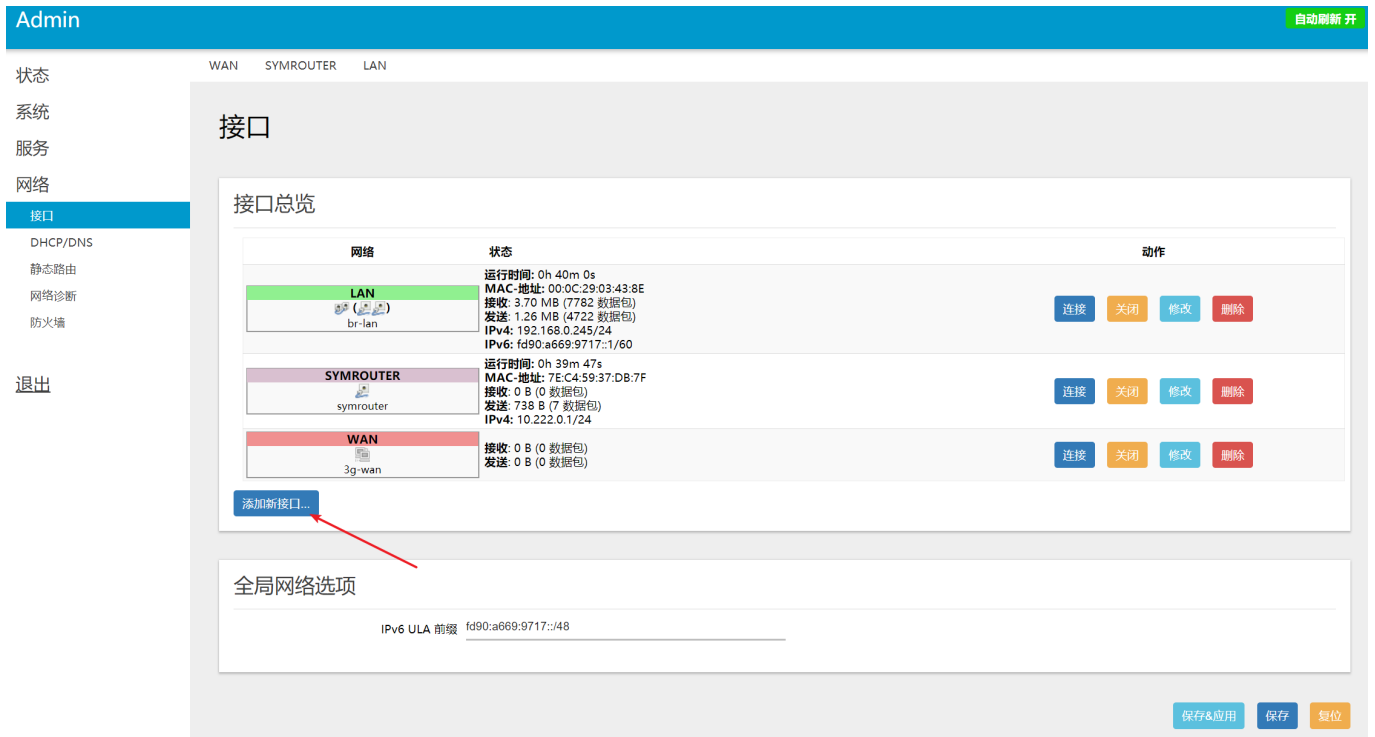 Admin
自动刷新 开
状态
系统
服务
网络
接口
DHCP/DNS
静态路由
网络诊断
防火墙
退出
WAN SYMROUTER LAN
接口
接口总览
网络 状态 动作
LAN
br-lan
运行时间: 0h 40m 0s
MAC-地址: 00:0C:29:03:43:8E
接收: 3.70 MB (7782 数据包)
发送: 1.26 MB (4722 数据包)
IPv4: 192.168.0.245/24
IPv6: fd90:a669:9717::1/60
连接 关闭 修改 删除
SYMROUTER
symrouter
运行时间: 0h 39m 47s
MAC-地址: 7E:C4:59:37:DB:7F
接收: 0 B (0 数据包)
发送: 738 B (7 数据包)
IPv4: 10.222.0.1/24
连接 关闭 修改 删除
WAN
3g-wan
接收: 0 B (0 数据包)
发送: 0 B (0 数据包)
连接 关闭 修改 删除
添加新接口...
全局网络选项
IPv6 ULA 前缀 fd90:a669:9717::/48
保存&应用 保存 复位